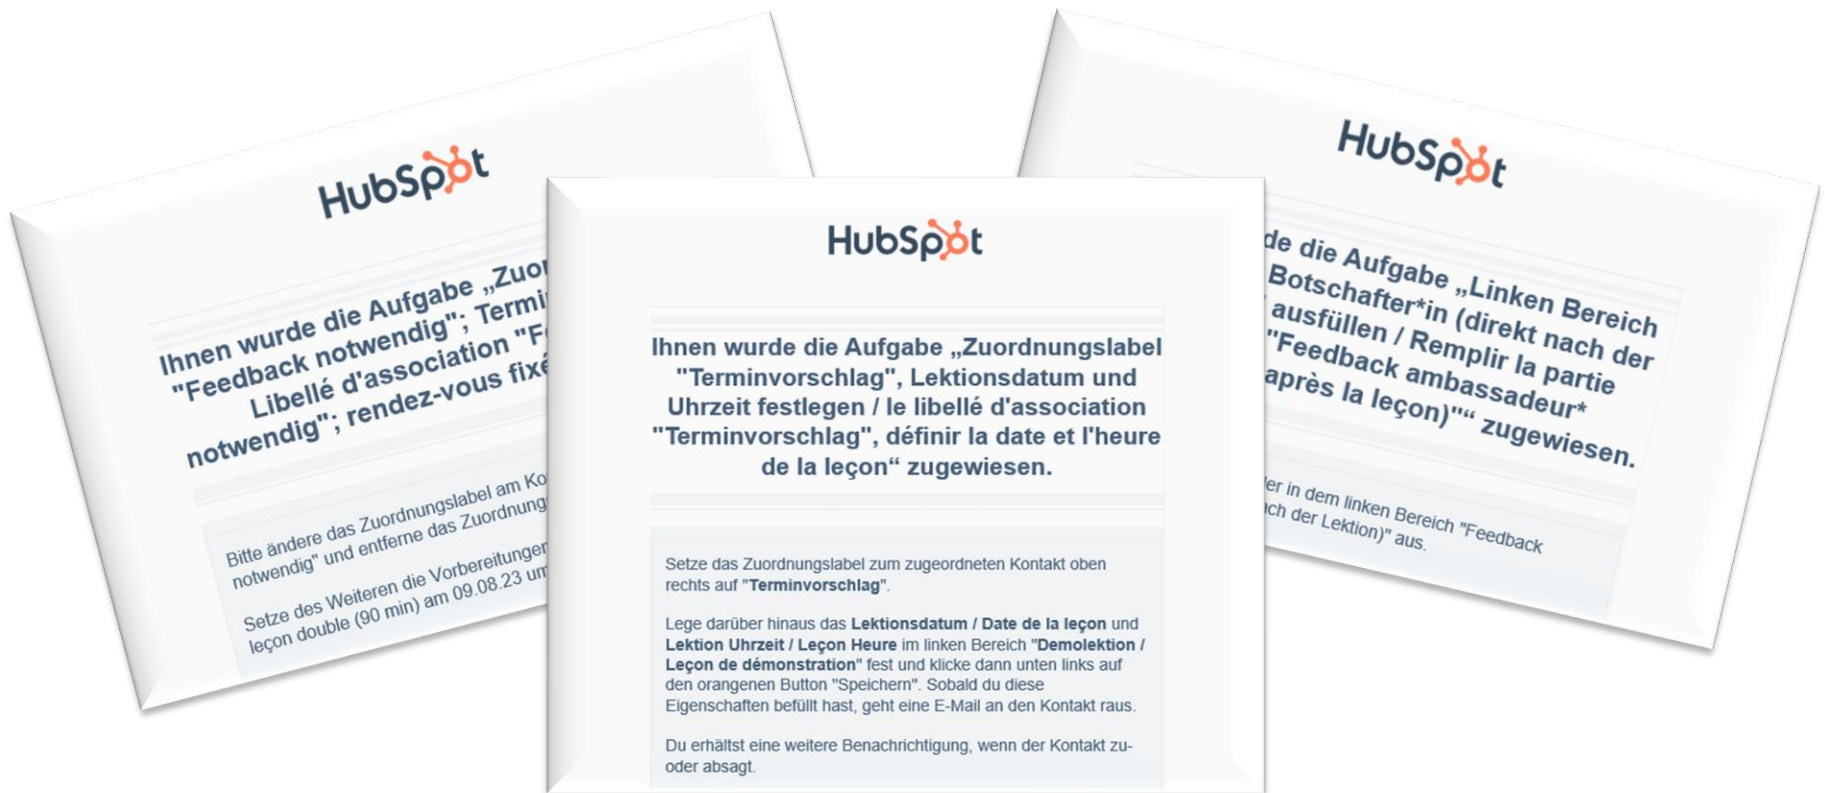 HubSpot
Ihnen wurde die Aufgabe „Zuor
"Feedback notwendig"; Termi
Libellé d'association "F
notwendig"; rendez-vous fixé
Bitte ändere das Zuordnungslabel am Ko
notwendig" und entferne das Zuordnung
Setze des Weiteren die Vorbereitungen
leçon double (90 min) am 09.08.23 um
HubSpot
Ihnen wurde die Aufgabe „Zuordnungslabel
"Terminvorschlag", Lektionsdatum und
Uhrzeit festlegen / le libellé d'association
"Terminvorschlag", définir la date et l'heure
de la leçon“ zugewiesen.
Setze das Zuordnungslabel zum zugeordneten Kontakt oben
rechts auf "Terminvorschlag".
Lege darüber hinaus das Lektionsdatum / Date de la leçon und
Lektion Uhrzeit / Leçon Heure im linken Bereich "Demolektion /
Leçon de démonstration" fest und klicke dann unten links auf
den orangenen Button "Speichern". Sobald du diese
Eigenschaften befüllt hast, geht eine E-Mail an den Kontakt raus.
Du erhältst eine weitere Benachrichtigung, wenn der Kontakt zu-
oder absagt.
HubSpot
de die Aufgabe „Linken Bereich
Botschafter*in (direkt nach der
ausfüllen / Remplir la partie
"Feedback ambassadeur*
après la leçon)"“ zugewiesen.
er in dem linken Bereich "Feedback
ch der Lektion)" aus.